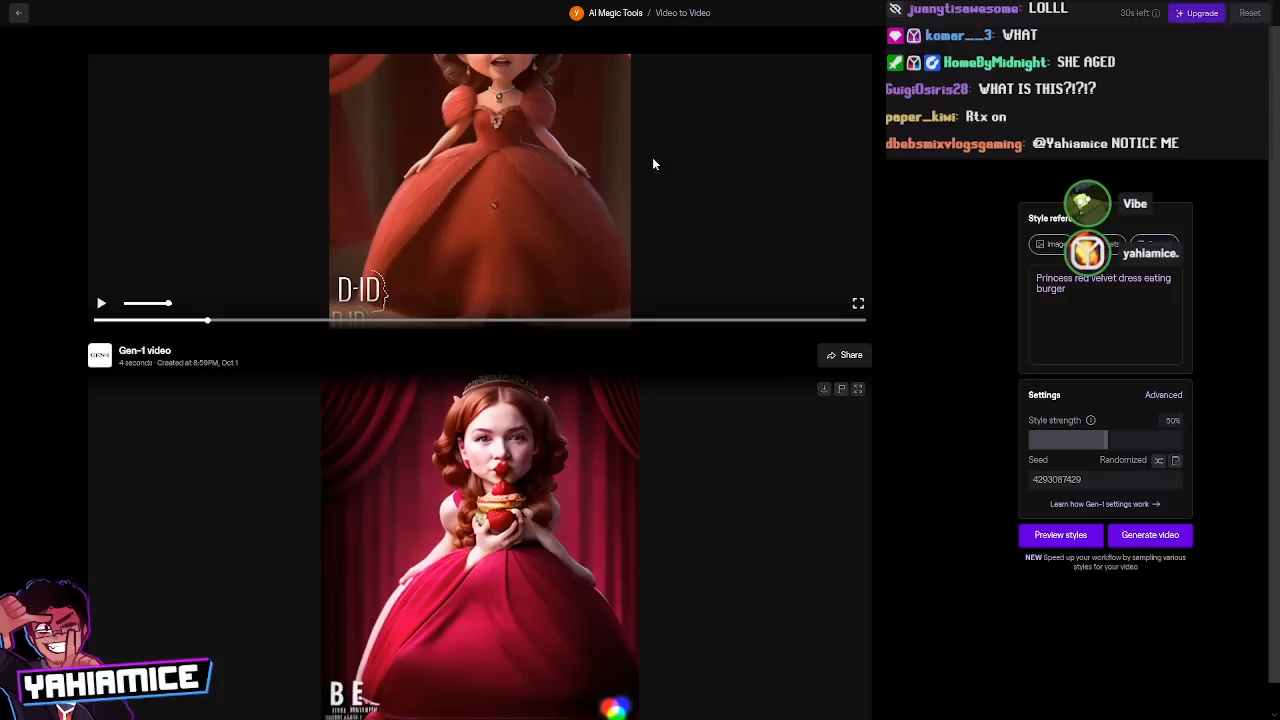 AI Magic Tools / Video to Video
30s left
Upgrade
Reset
juanytisawesome: LOLLL
komar__3: WHAT
HomeByMidnight: SHE AGED
GuigiOsiris28: WHAT IS THIS?!?!?
paper_kiwi: Rtx on
dbebsmixvlogsgaming: @Yahiamice NOTICE ME
Vibe
yahiamice.
Princess red velvet dress eating
burger
D-ID
GEN-1
Gen-1 video
4 seconds · Created at 8:59PM, Oct 1
Share
Settings
Advanced
Style strength
50%
Seed
Randomized
4293087429
Learn how Gen-1 settings work →
Preview styles
Generate video
NEW Speed up your workflow by sampling various
styles for your video
B E
YAHIAMICE